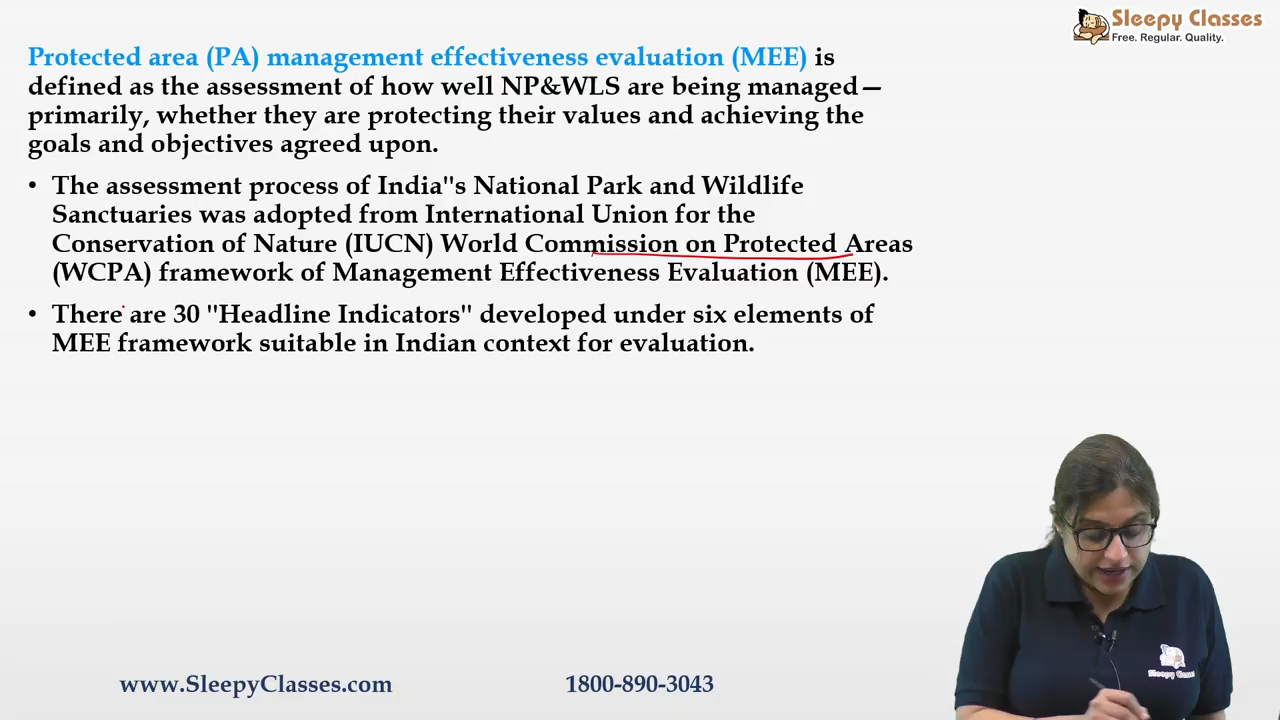 Sleepy Classes
Free. Regular. Quality.
Protected area (PA) management effectiveness evaluation (MEE) is
defined as the assessment of how well NP&WLS are being managed—
primarily, whether they are protecting their values and achieving the
goals and objectives agreed upon.
• The assessment process of India"s National Park and Wildlife
Sanctuaries was adopted from International Union for the
Conservation of Nature (IUCN) World Commission on Protected Areas
(WCPA) framework of Management Effectiveness Evaluation (MEE).
• There are 30 "Headline Indicators" developed under six elements of
MEE framework suitable in Indian context for evaluation.
Sleepy Classes
www.SleepyClasses.com
1800-890-3043